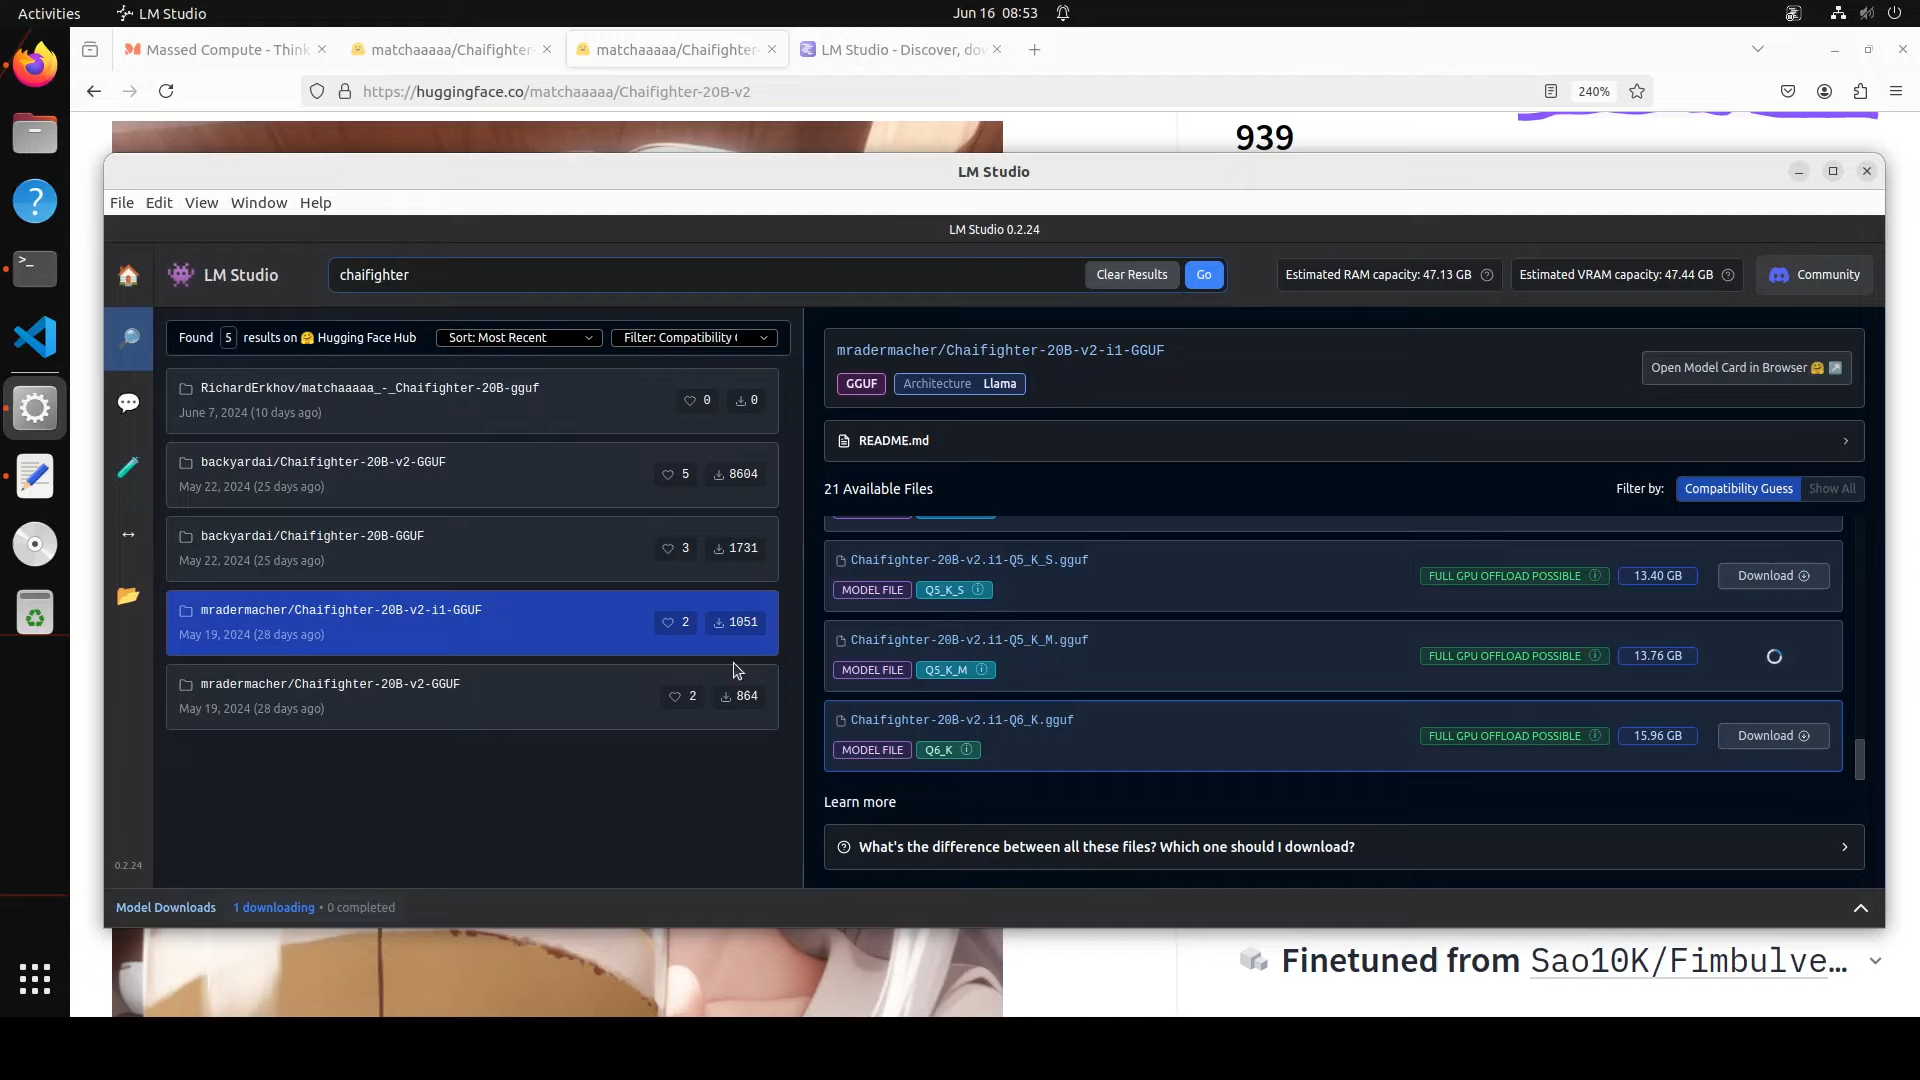 Activities
LM Studio
Jun 16 08:53
Massed Compute - Think
matchaaaaa/Chaifighter-
matchaaaaa/Chaifighter-
LM Studio - Discover, dow
https://huggingface.co/matchaaaaa/Chaifighter-20B-v2
240%
939
LM Studio
File Edit View Window Help
LM Studio 0.2.24
LM Studio
chaifighter
Clear Results
Go
Estimated RAM capacity: 47.13 GB
Estimated VRAM capacity: 47.44 GB
Community
Found 5 results on 🤗 Hugging Face Hub
Sort: Most Recent
Filter: Compatibility (
RichardErkhov/matchaaaaa_-_Chaifighter-20B-gguf
June 7, 2024 (10 days ago)
0
0
backyardai/Chaifighter-20B-v2-GGUF
May 22, 2024 (25 days ago)
5
8604
backyardai/Chaifighter-20B-GGUF
May 22, 2024 (25 days ago)
3
1731
mradermacher/Chaifighter-20B-v2-i1-GGUF
May 19, 2024 (28 days ago)
2
1051
mradermacher/Chaifighter-20B-v2-GGUF
May 19, 2024 (28 days ago)
2
864
0.2.24
mradermacher/Chaifighter-20B-v2-i1-GGUF
GGUF
Architecture Llama
Open Model Card in Browser 🤗 ↗️
README.md
21 Available Files
Filter by:
Compatibility Guess
Show All
Chaifighter-20B-v2.i1-Q5_K_S.gguf
MODEL FILE
Q5_K_S
FULL GPU OFFLOAD POSSIBLE
13.40 GB
Download
Chaifighter-20B-v2.i1-Q5_K_M.gguf
MODEL FILE
Q5_K_M
FULL GPU OFFLOAD POSSIBLE
13.76 GB
Chaifighter-20B-v2.i1-Q6_K.gguf
MODEL FILE
Q6_K
FULL GPU OFFLOAD POSSIBLE
15.96 GB
Download
Learn more
What's the difference between all these files? Which one should I download?
Model Downloads
1 downloading • 0 completed
Finetuned from Sao10K/Fimbulve...